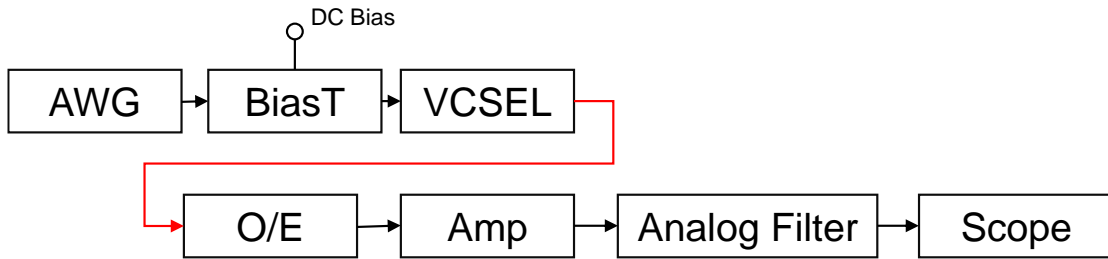 DC Bias
AWG
BiasT
VCSEL
O/E
Amp
Analog Filter
Scope